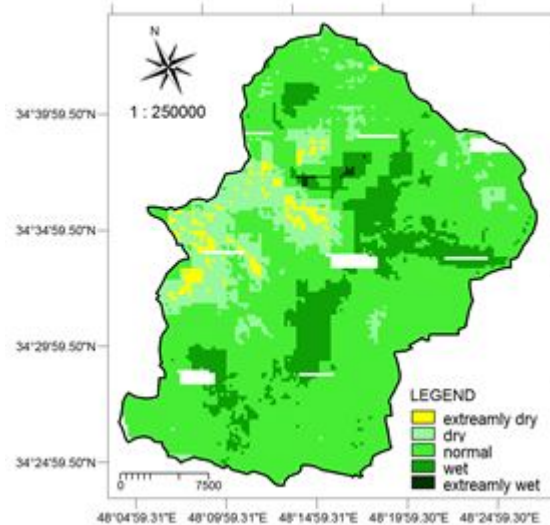 N
1 : 250000
34°39'59.50"N
34°34'59.50"N
34°29'59.50"N
34°24'59.50"N
LEGEND
extreamly dry
dry
normal
wet
extreamly wet
0 7500
48°04'59.31"E 48°09'59.31"E 48°14'59.31"E 48°19'59.30"E 48°24'59.30"E